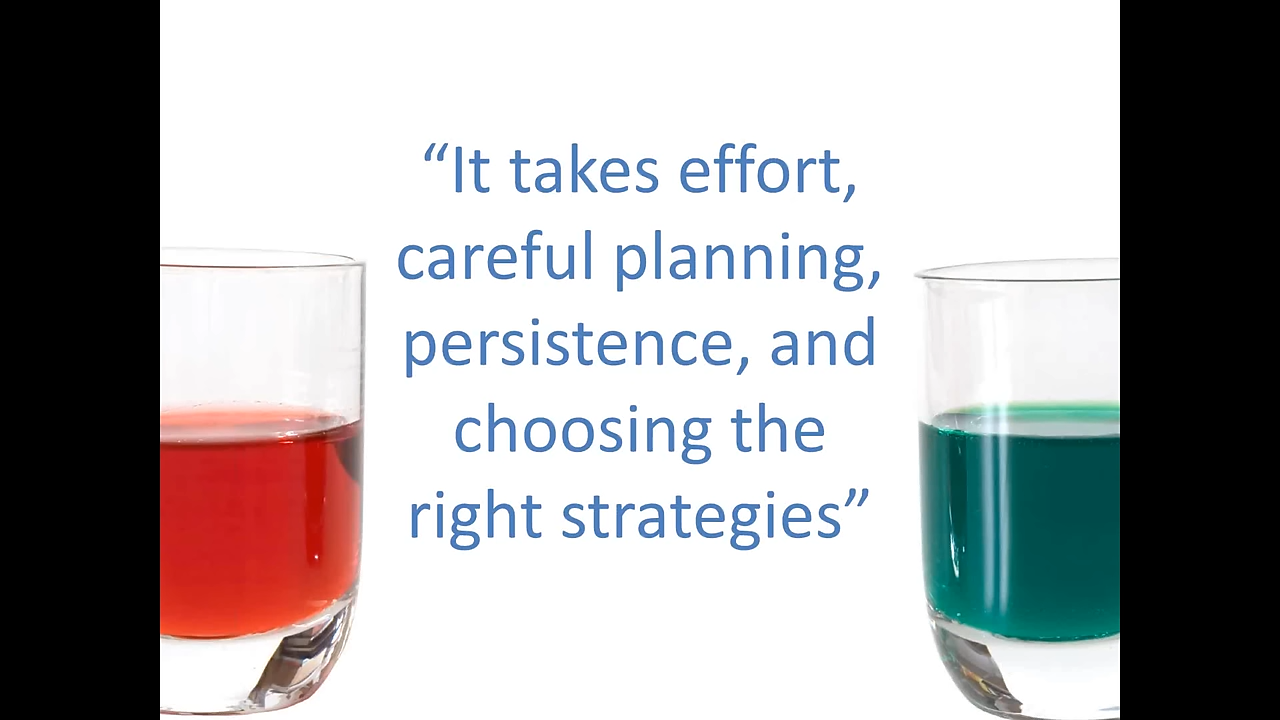 “It takes effort,
careful planning,
persistence, and
choosing the
right strategies”